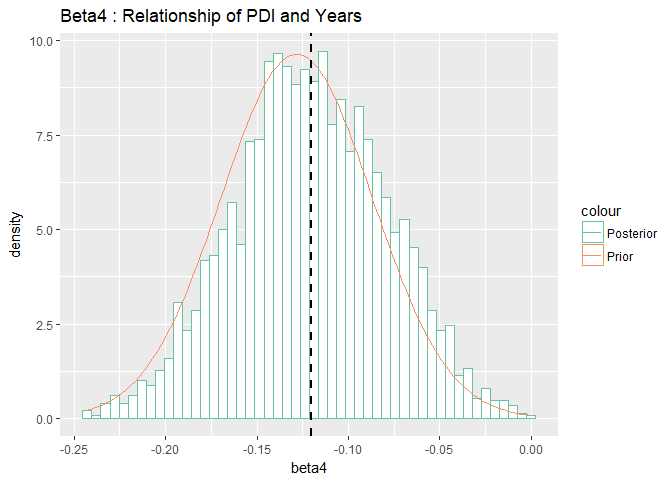 Beta4 : Relationship of PDI and Years
10.0
7.5
5.0
2.5
0.0
density
-0.25
-0.20
-0.15
-0.10
-0.05
0.00
beta4
colour
Posterior
Prior